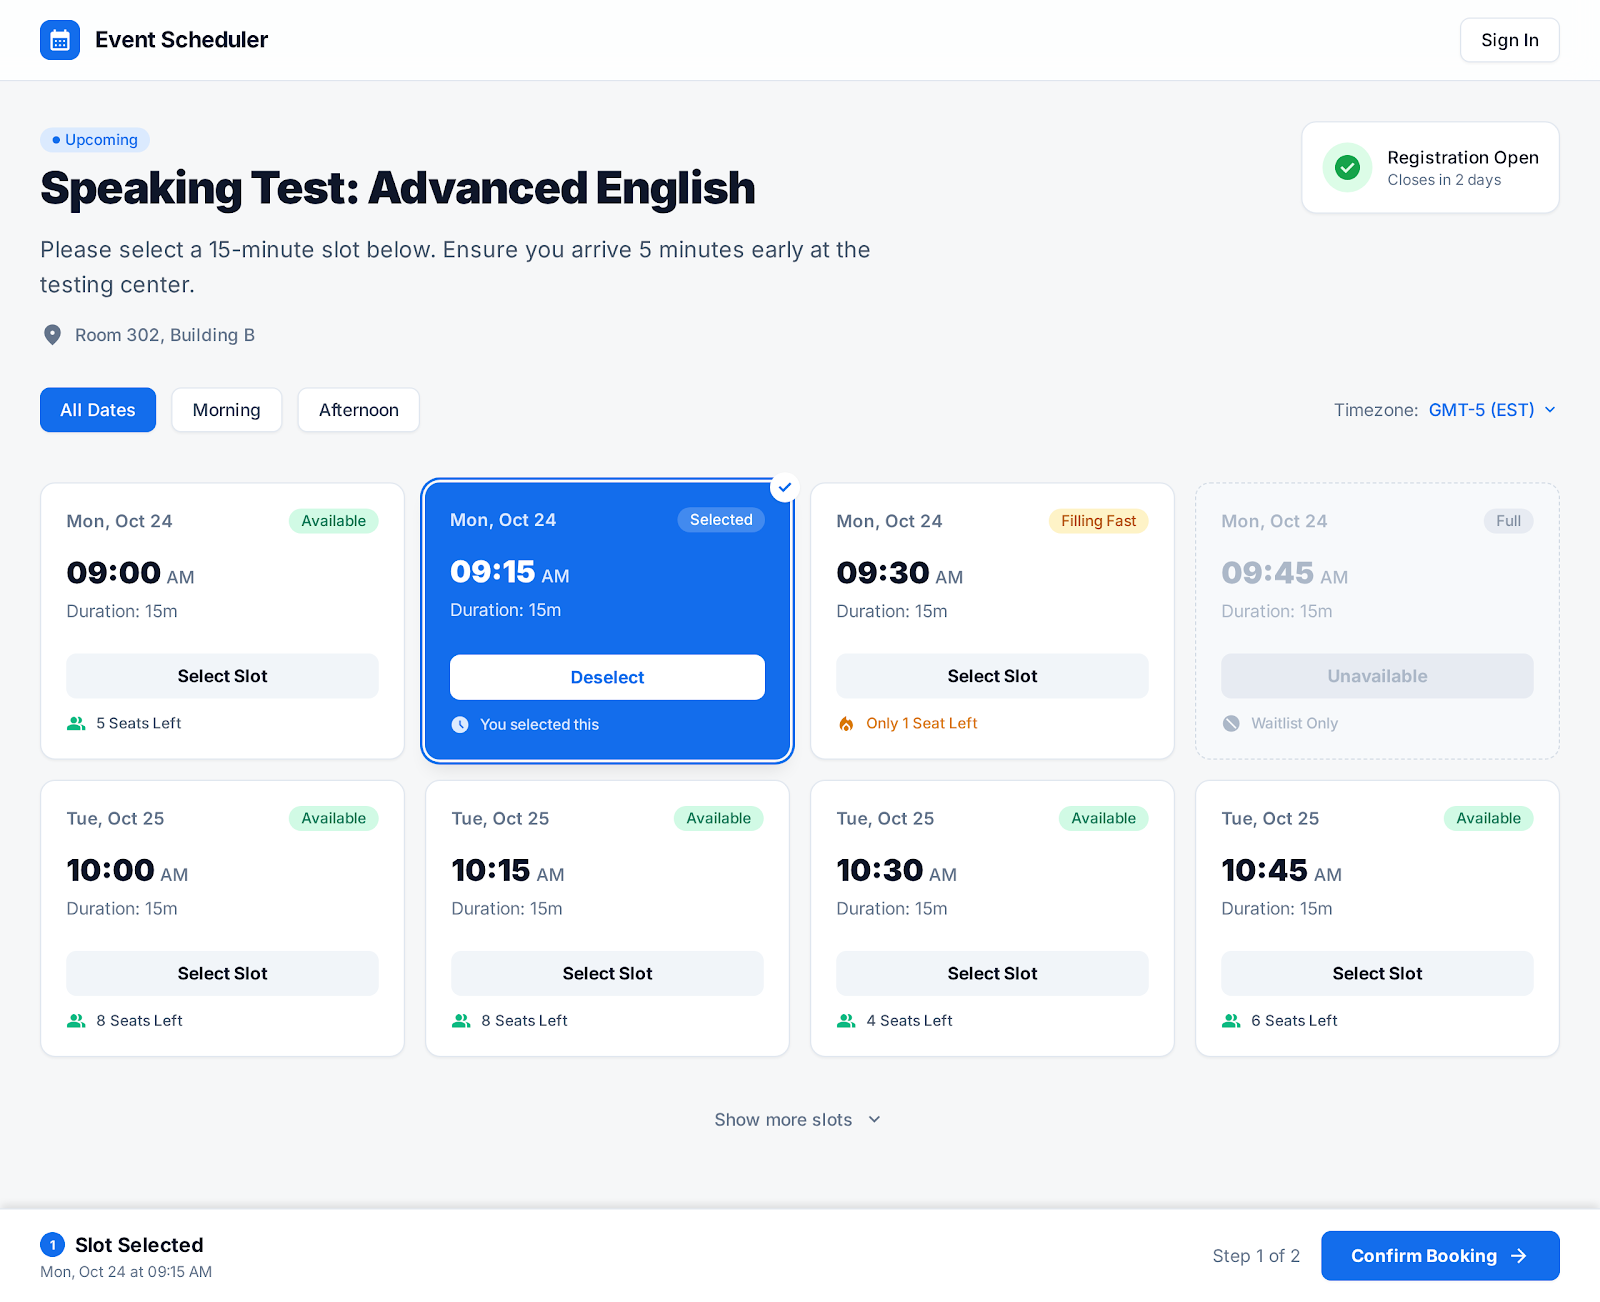 Event Scheduler
Sign In
Upcoming
Speaking Test: Advanced English
Please select a 15-minute slot below. Ensure you arrive 5 minutes early at the
testing center.
Room 302, Building B
Registration Open
Closes in 2 days
All Dates
Morning
Afternoon
Timezone: GMT-5 (EST)
Mon, Oct 24
Available
09:00 AM
Duration: 15m
Select Slot
5 Seats Left
Mon, Oct 24
Selected
09:15 AM
Duration: 15m
Deselect
You selected this
Mon, Oct 24
Filling Fast
09:30 AM
Duration: 15m
Select Slot
Only 1 Seat Left
Mon, Oct 24
Full
09:45 AM
Duration: 15m
Unavailable
Waitlist Only
Tue, Oct 25
Available
10:00 AM
Duration: 15m
Select Slot
8 Seats Left
Tue, Oct 25
Available
10:15 AM
Duration: 15m
Select Slot
8 Seats Left
Tue, Oct 25
Available
10:30 AM
Duration: 15m
Select Slot
4 Seats Left
Tue, Oct 25
Available
10:45 AM
Duration: 15m
Select Slot
6 Seats Left
Show more slots
1 Slot Selected
Mon, Oct 24 at 09:15 AM
Step 1 of 2
Confirm Booking